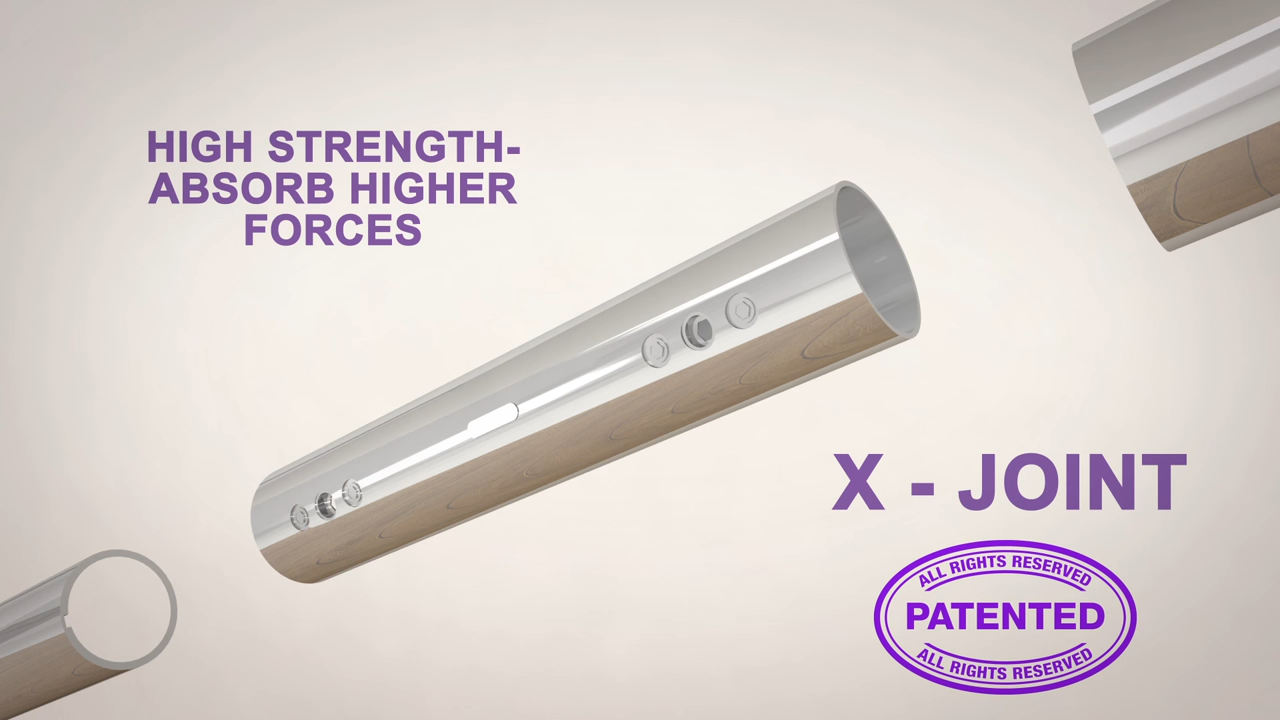 HIGH STRENGTH-
ABSORB HIGHER
FORCES
X - JOINT
ALL RIGHTS RESERVED
PATENTED
ALL RIGHTS RESERVED